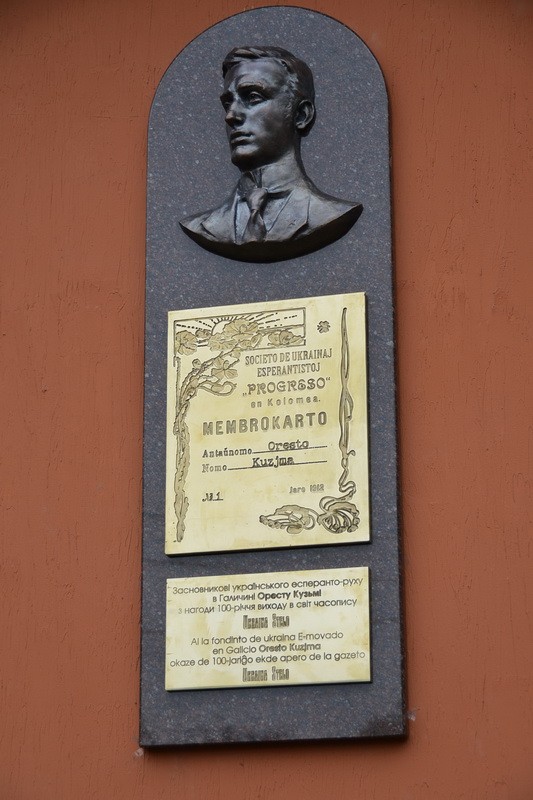 SOCIETO DE UKRAINAJ
ESPERANTISTOJ
„PROGRESO"
en Kolomea.
MEMBROKARTO
Antaŭnomo Oresto
Nomo Kuzjma
№ 1 Jaro 1912
Засновникові українського есперанто-руху
в Галичині Оресту Кузьмі
з нагоди 100-річчя виходу в світ часопису
Ukraina Stelo
Al la fondinto de ukraina E-movado
en Galicio Oresto Kuzjma
okaze de 100-jariĝo ekde apero de la gazeto
Ukraina Stelo